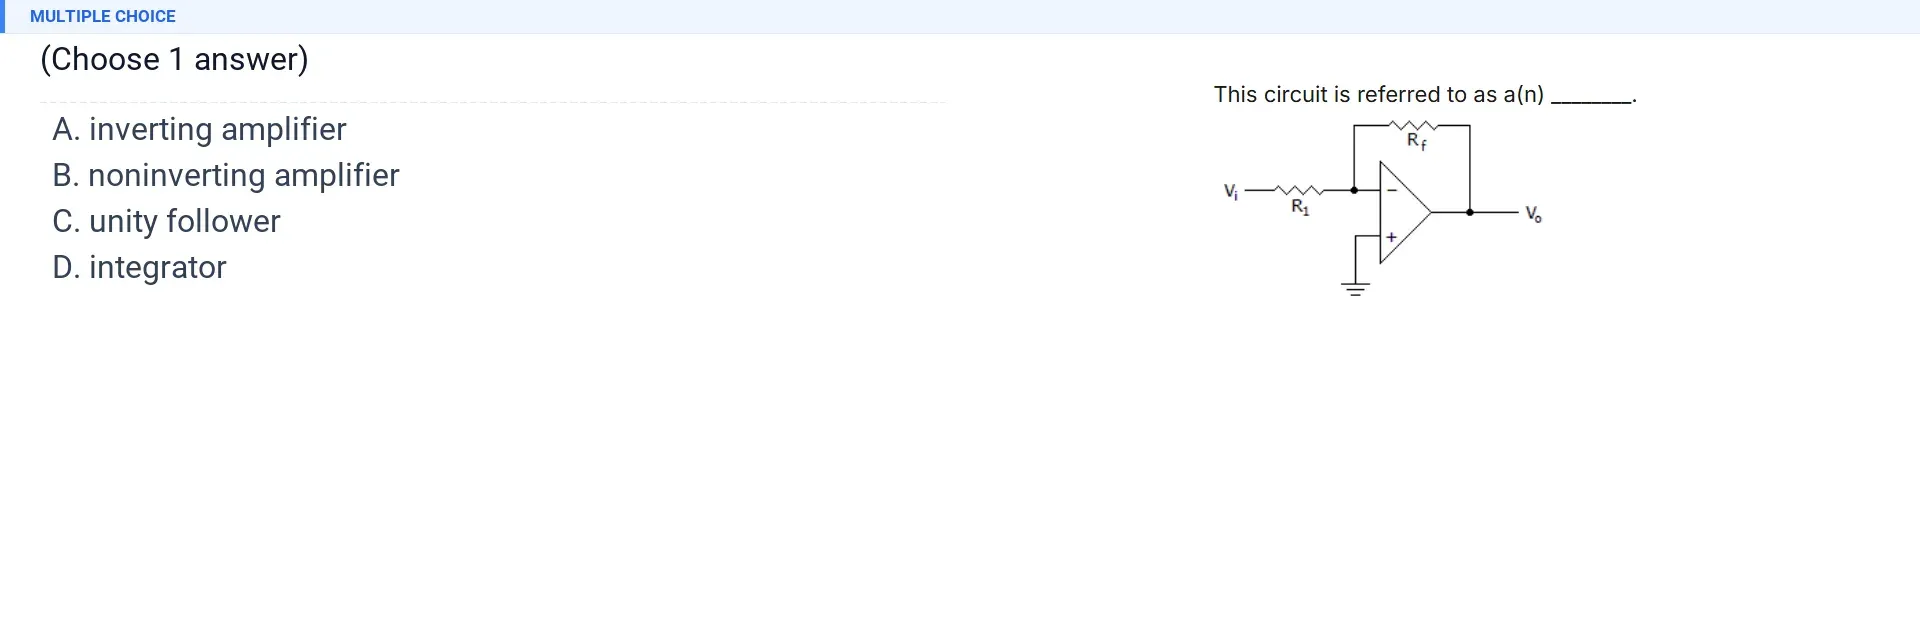 MULTIPLE CHOICE
(Choose 1 answer)
A. inverting amplifier
B. noninverting amplifier
C. unity follower
D. integrator
This circuit is referred to as a(n) ________.
Rf
Vi
R1
−
+
Vo